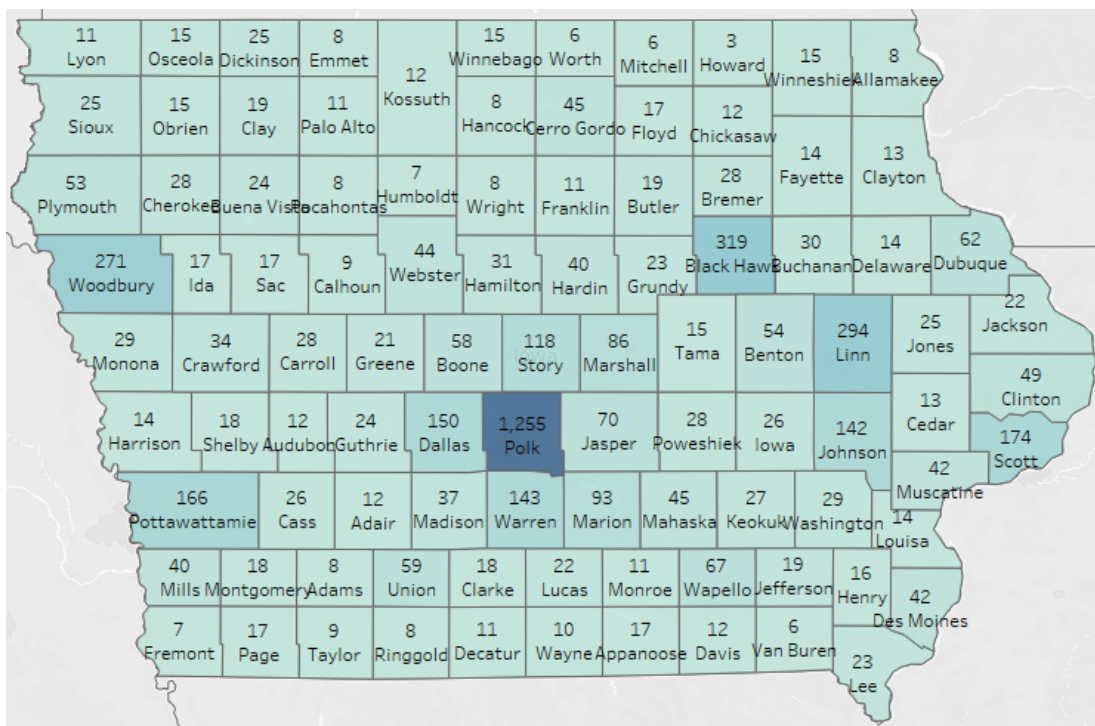 11
Lyon
15
Osceola
25
Dickinson
8
Emmet
12
Kossuth
15
Winnebago
6
Worth
6
Mitchell
3
Howard
15
Winneshiek
8
Allamakee
25
Sioux
15
Obrien
19
Clay
11
Palo Alto
8
Hancock
45
Cerro Gordo
17
Floyd
12
Chickasaw
14
Fayette
13
Clayton
53
Plymouth
28
Cherokee
24
Buena Vista
8
Pocahontas
7
Humboldt
8
Wright
11
Franklin
19
Butler
28
Bremer
271
Woodbury
17
Ida
17
Sac
9
Calhoun
44
Webster
31
Hamilton
40
Hardin
23
Grundy
319
Black Hawk
30
Buchanan
14
Delaware
62
Dubuque
29
Monona
34
Crawford
28
Carroll
21
Greene
58
Boone
118
Iowa
Story
86
Marshall
15
Tama
54
Benton
294
Linn
25
Jones
22
Jackson
49
Clinton
14
Harrison
18
Shelby
12
Audubon
24
Guthrie
150
Dallas
1,255
Polk
70
Jasper
28
Poweshiek
26
Iowa
142
Johnson
13
Cedar
174
Scott
42
Muscatine
166
Pottawattamie
26
Cass
12
Adair
37
Madison
143
Warren
93
Marion
45
Mahaska
27
Keokuk
29
Washington
14
Louisa
40
Mills
18
Montgomery
8
Adams
59
Union
18
Clarke
22
Lucas
11
Monroe
67
Wapello
19
Jefferson
16
Henry
42
Des Moines
7
Fremont
17
Page
9
Taylor
8
Ringgold
11
Decatur
10
Wayne
17
Appanoose
12
Davis
6
Van Buren
23
Lee